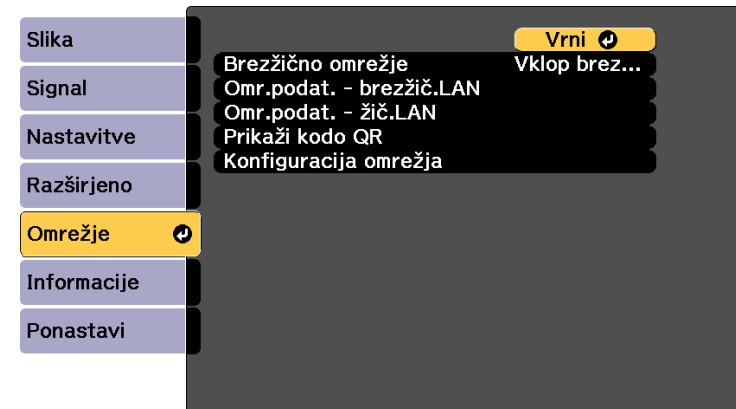 Slika
Signal
Nastavitve
Razširjeno
Omrežje
Informacije
Ponastavi
Vrni
Brezžično omrežje Vklop brez...
Omr.podat. - brezžič.LAN
Omr.podat. - žič.LAN
Prikaži kodo QR
Konfiguracija omrežja